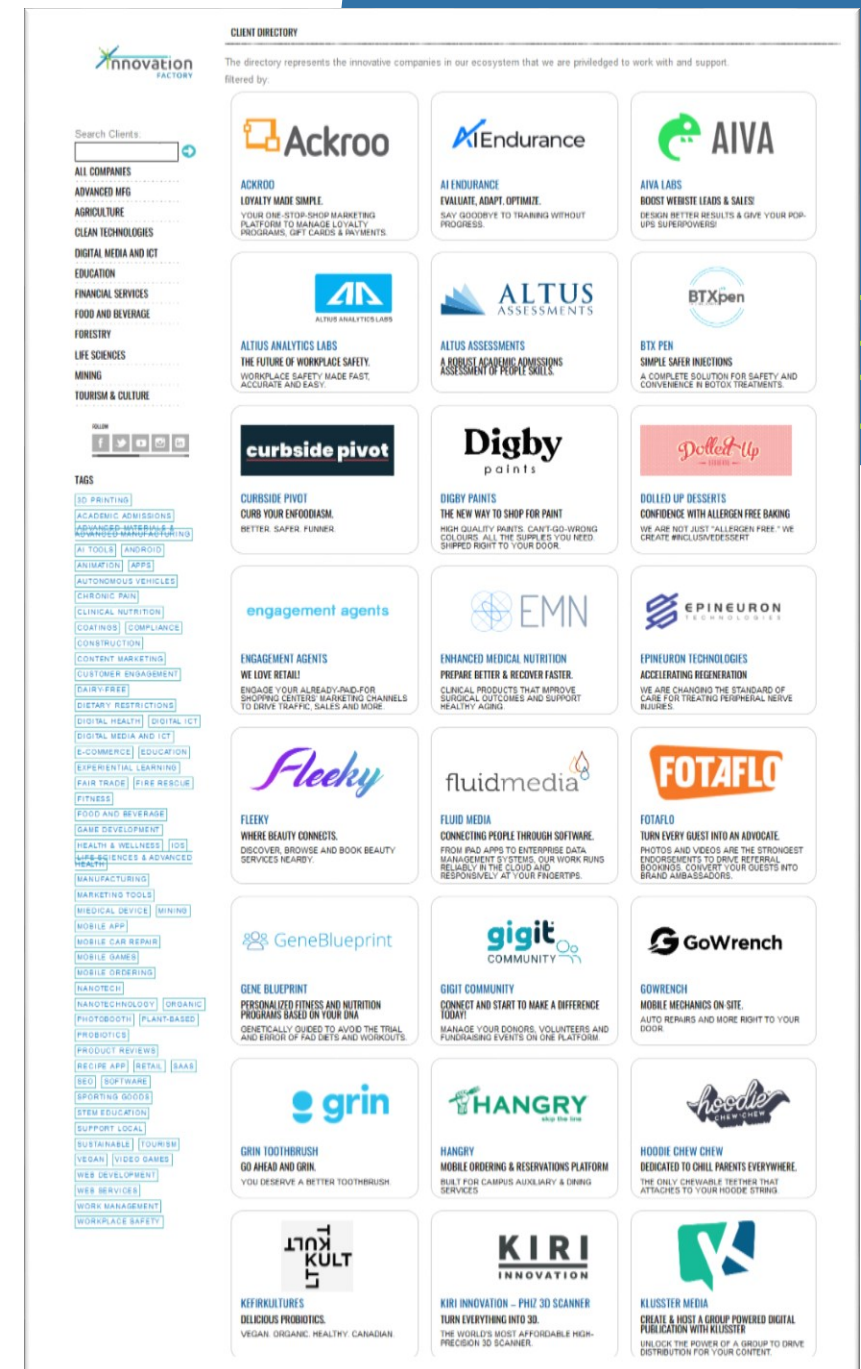 Innovation
FACTORY
Search Clients:
ALL COMPANIES
ADVANCED MFG
AGRICULTURE
CLEAN TECHNOLOGIES
DIGITAL MEDIA AND ICT
EDUCATION
FINANCIAL SERVICES
FOOD AND BEVERAGE
FORESTRY
LIFE SCIENCES
MINING
TOURISM & CULTURE
FOLLOW
TAGS
3D PRINTING
ACADEMIC ADMISSIONS
ADVANCED MATERIALS &
ADVANCED MANUFACTURING
AI TOOLS ANDROID
ANIMATION APPS
AUTONOMOUS VEHICLES
CHRONIC PAIN
CLINICAL NUTRITION
COATINGS COMPLIANCE
CONSTRUCTION
CONTENT MARKETING
CUSTOMER ENGAGEMENT
DAIRY-FREE
DIETARY RESTRICTIONS
DIGITAL HEALTH DIGITAL ICT
DIGITAL MEDIA AND ICT
E-COMMERCE EDUCATION
EXPERIENTIAL LEARNING
FAIR TRADE FIRE RESCUE
FITNESS
FOOD AND BEVERAGE
GAME DEVELOPMENT
HEALTH & WELLNESS IOS
LIFE SCIENCES & ADVANCED
HEALTH
MANUFACTURING
MARKETING TOOLS
MIEDICAL DEVICE MINING
MOBILE APP
MOBILE CAR REPAIR
MOBILE GAMES
MOBILE ORDERING
NANOTECH
NANOTECHNOLOGY ORGANIC
PHOTOBOOTH PLANT-BASED
PROBIOTICS
PRODUCT REVIEWS
RECIPE APP RETAIL SAAS
SEO SOFTWARE
SPORTING GOODS
STEM EDUCATION
SUPPORT LOCAL
SUSTAINABLE TOURISM
VEGAN VIDEO GAMES
WEB DEVELOPMENT
WEB SERVICES
WORK MANAGEMENT
WORKPLACE SAFETY
CLIENT DIRECTORY
The directory represents the innovative companies in our ecosystem that we are priviledged to work with and support.
filtered by:
Ackroo
ACKROO
LOYALTY MADE SIMPLE.
YOUR ONE-STOP-SHOP MARKETING
PLATFORM TO MANAGE LOYALTY
PROGRAMS, GIFT CARDS & PAYMENTS.
AIEndurance
AI ENDURANCE
EVALUATE, ADAPT, OPTIMIZE.
SAY GOODBYE TO TRAINING WITHOUT
PROGRESS.
AIVA
AIVA LABS
BOOST WEBISTE LEADS & SALES!
DESIGN BETTER RESULTS & GIVE YOUR POP-
UPS SUPERPOWERS!
ALTIUS ANALYTICS LABS
ALTIUS ANALYTICS LABS
THE FUTURE OF WORKPLACE SAFETY.
WORKPLACE SAFETY MADE FAST,
ACCURATE AND EASY.
ALTUS
ASSESSMENTS
ALTUS ASSESSMENTS
A ROBUST ACADEMIC ADMISSIONS
ASSESSMENT OF PEOPLE SKILLS.
BTXpen
BTX PEN
SIMPLE SAFER INJECTIONS
A COMPLETE SOLUTION FOR SAFETY AND
CONVENIENCE IN BOTOX TREATMENTS.
curbside pivot
CURBSIDE PIVOT
CURB YOUR ENFOODIASM.
BETTER. SAFER. FUNNER.
Digby
paints
DIGBY PAINTS
THE NEW WAY TO SHOP FOR PAINT
HIGH QUALITY PAINTS. CAN'T-GO-WRONG
COLOURS. ALL THE SUPPLIES YOU NEED.
SHIPPED RIGHT TO YOUR DOOR.
Dolled Up
DOLLED UP DESSERTS
CONFIDENCE WITH ALLERGEN FREE BAKING
WE ARE NOT JUST "ALLERGEN FREE." WE
CREATE #INCLUSIVEDESSERT
engagement agents
ENGAGEMENT AGENTS
WE LOVE RETAIL!
ENGAGE YOUR ALREADY-PAID-FOR
SHOPPING CENTERS' MARKETING CHANNELS
TO DRIVE TRAFFIC, SALES AND MORE.
EMN
ENHANCED MEDICAL NUTRITION
PREPARE BETTER & RECOVER FASTER.
CLINICAL PRODUCTS THAT IMPROVE
SURGICAL OUTCOMES AND SUPPORT
HEALTHY AGING.
EPINEURON
TECHNOLOGIES
EPINEURON TECHNOLOGIES
ACCELERATING REGENERATION
WE ARE CHANGING THE STANDARD OF
CARE FOR TREATING PERIPHERAL NERVE
INJURIES.
Fleeky
FLEEKY
WHERE BEAUTY CONNECTS.
DISCOVER, BROWSE AND BOOK BEAUTY
SERVICES NEARBY.
fluidmedia
FLUID MEDIA
CONNECTING PEOPLE THROUGH SOFTWARE.
FROM IPAD APPS TO ENTERPRISE DATA
MANAGEMENT SYSTEMS, OUR WORK RUNS
RELIABLY IN THE CLOUD AND
RESPONSIVELY AT YOUR FINGERTIPS.
FOTAFLO
FOTAFLO
TURN EVERY GUEST INTO AN ADVOCATE.
PHOTOS AND VIDEOS ARE THE STRONGEST
ENDORSEMENTS TO DRIVE REFERRAL
BOOKINGS. CONVERT YOUR GUESTS INTO
BRAND AMBASSADORS.
GeneBlueprint
GENE BLUEPRINT
PERSONALIZED FITNESS AND NUTRITION
PROGRAMS BASED ON YOUR DNA
GENETICALLY GUIDED TO AVOID THE TRIAL
AND ERROR OF FAD DIETS AND WORKOUTS.
gigit
COMMUNITY
GIGIT COMMUNITY
CONNECT AND START TO MAKE A DIFFERENCE
TODAY!
MANAGE YOUR DONORS, VOLUNTEERS AND
FUNDRAISING EVENTS ON ONE PLATFORM.
GoWrench
GOWRENCH
MOBILE MECHANICS ON-SITE.
AUTO REPAIRS AND MORE RIGHT TO YOUR
DOOR.
grin
GRIN TOOTHBRUSH
GO AHEAD AND GRIN.
YOU DESERVE A BETTER TOOTHBRUSH.
HANGRY
skip the line
HANGRY
MOBILE ORDERING & RESERVATIONS PLATFORM
BUILT FOR CAMPUS AUXILIARY & DINING
SERVICES
hoodie
CHEW CHEW
HOODIE CHEW CHEW
DEDICATED TO CHILL PARENTS EVERYWHERE.
THE ONLY CHEWABLE TEETHER THAT
ATTACHES TO YOUR HOODE STRING.
KULT
KEFIRKULTURES
DELICIOUS PROBIOTICS.
VEGAN. ORGANIC. HEALTHY. CANADIAN.
KIRI
INNOVATION
KIRI INNOVATION – PHIZ 3D SCANNER
TURN EVERYTHING INTO 3D.
THE WORLD'S MOST AFFORDABLE HIGH-
PRECISION 3D SCANNER.
KLUSSTER MEDIA
CREATE & HOST A GROUP POWERED DIGITAL
PUBLICATION WITH KLUSSTER
UNLOCK THE POWER OF A GROUP TO DRIVE
DISTRIBUTION FOR YOUR CONTENT.